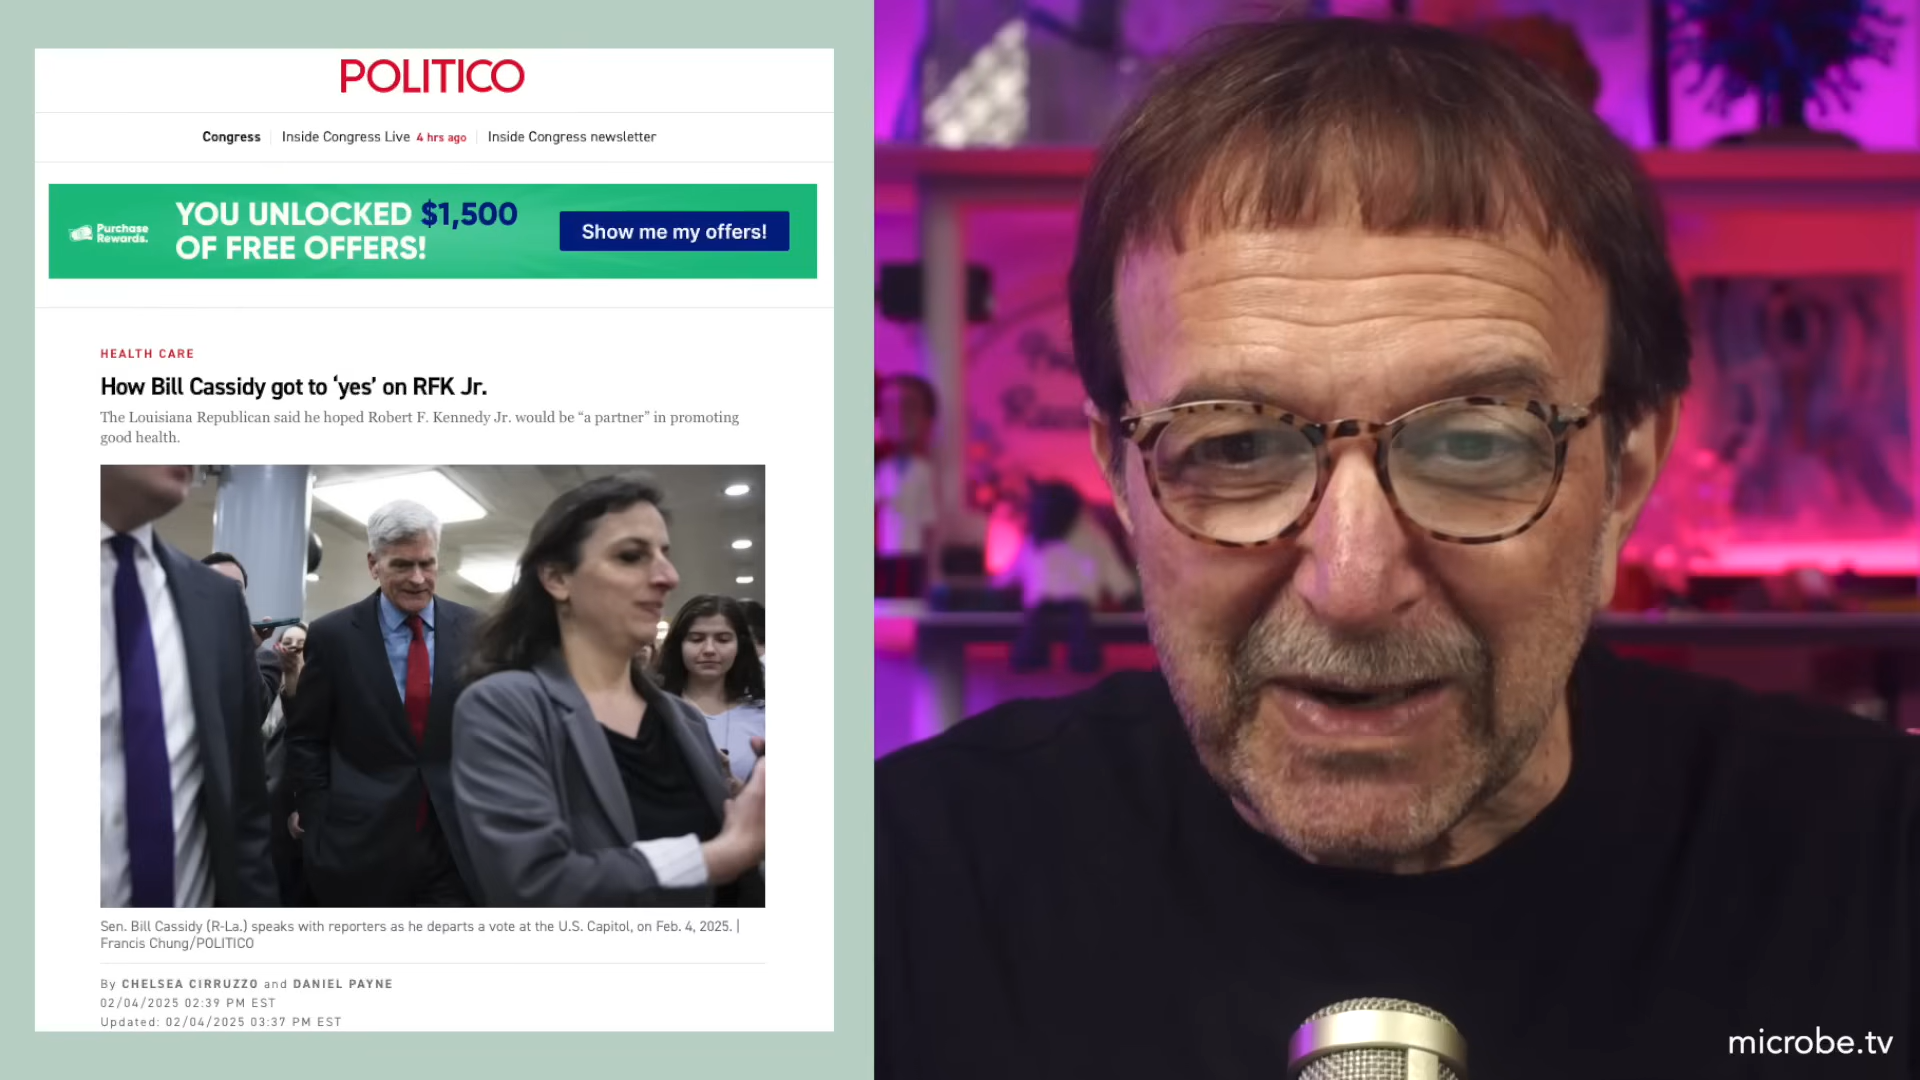 POLITICO
Congress Inside Congress Live 4 hrs ago Inside Congress newsletter
Purchase Rewards.
YOU UNLOCKED $1,500
OF FREE OFFERS!
Show me my offers!
HEALTH CARE
How Bill Cassidy got to ‘yes’ on RFK Jr.
The Louisiana Republican said he hoped Robert F. Kennedy Jr. would be “a partner” in promoting
good health.
Sen. Bill Cassidy (R-La.) speaks with reporters as he departs a vote at the U.S. Capitol, on Feb. 4, 2025. |
Francis Chung/POLITICO
By CHELSEA CIRRUZZO and DANIEL PAYNE
02/04/2025 02:39 PM EST
Updated: 02/04/2025 03:37 PM EST
microbe.tv